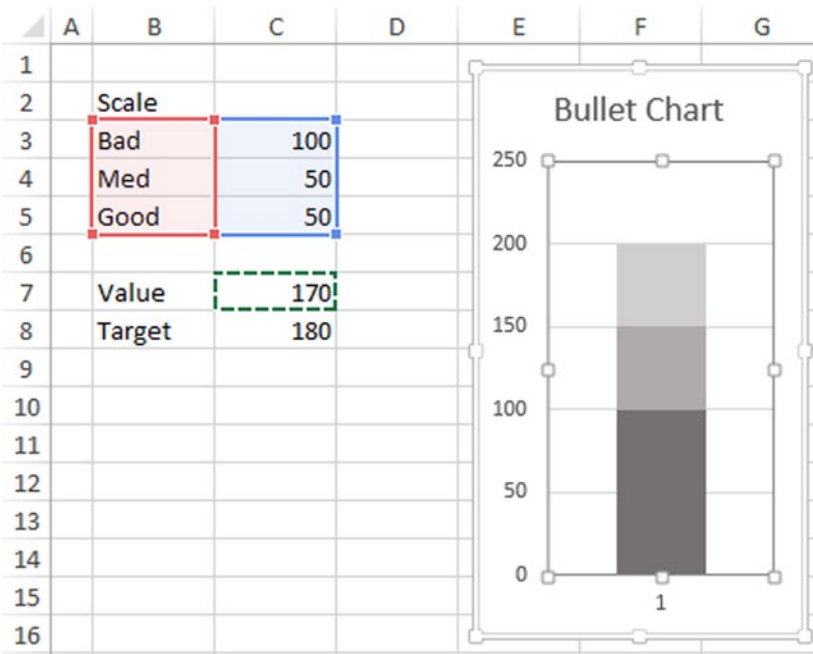 A B C D E F G
1
2 Scale
3 Bad 100
4 Med 50
5 Good 50
6
7 Value 170
8 Target 180
9
10
11
12
13
14
15
16
Bullet Chart
250
200
150
100
50
0
1